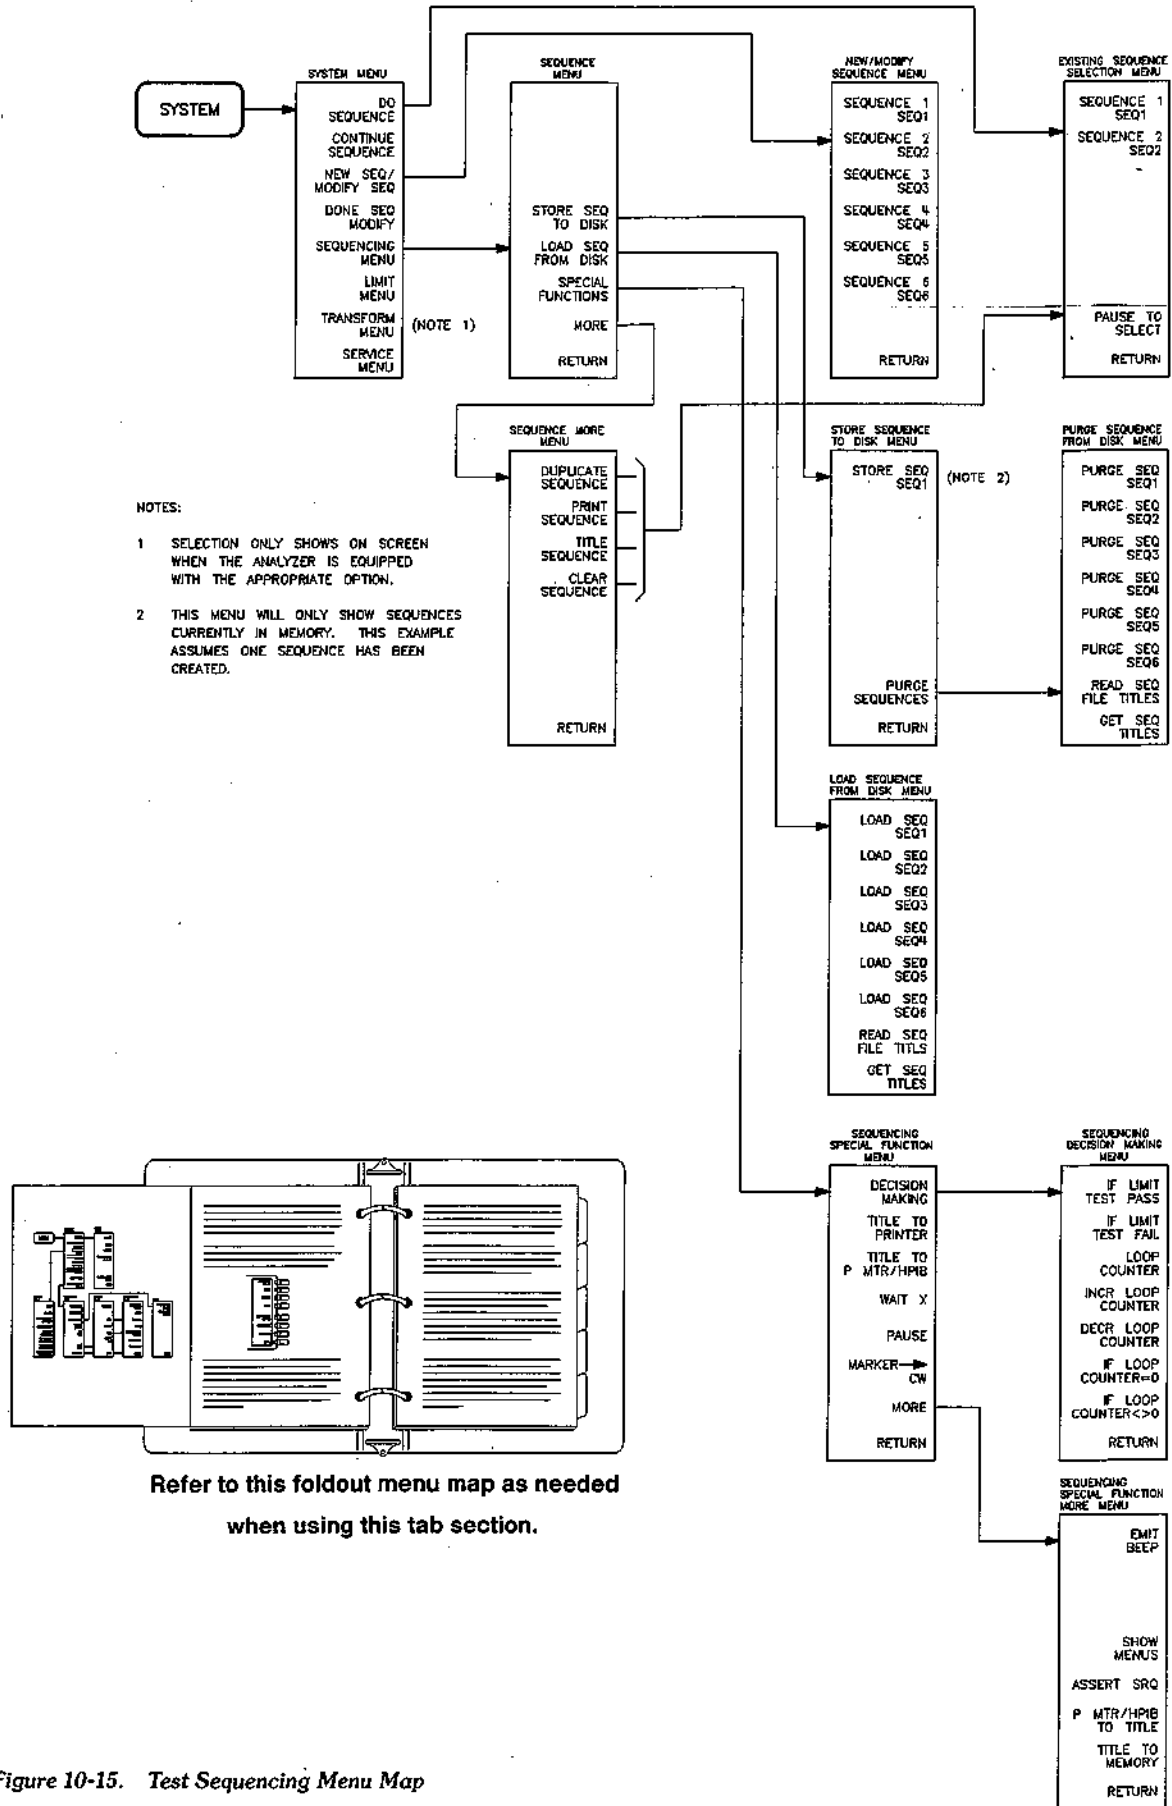 SYSTEM
SYSTEM MENU
DO
SEQUENCE
CONTINUE
SEQUENCE
NEW SEQ/
MODIFY SEQ
DONE SEQ
MODIFY
SEQUENCING
MENU
LIMIT
MENU
TRANSFORM
MENU
(NOTE 1)
SERVICE
MENU
SEQUENCE
MENU
STORE SEQ
TO DISK
LOAD SEQ
FROM DISK
SPECIAL
FUNCTIONS
MORE
RETURN
NEW/MODIFY
SEQUENCE MENU
SEQUENCE 1
SEQ1
SEQUENCE 2
SEQ2
SEQUENCE 3
SEQ3
SEQUENCE 4
SEQ4
SEQUENCE 5
SEQ5
SEQUENCE 6
SEQ6
RETURN
EXISTING SEQUENCE
SELECTION MENU
SEQUENCE 1
SEQ1
SEQUENCE 2
SEQ2
PAUSE TO
SELECT
RETURN
SEQUENCE MORE
MENU
DUPLICATE
SEQUENCE
PRINT
SEQUENCE
TITLE
SEQUENCE
CLEAR
SEQUENCE
RETURN
STORE SEQUENCE
TO DISK MENU
STORE SEQ
SEQ1
(NOTE 2)
PURGE
SEQUENCES
RETURN
PURGE SEQUENCE
FROM DISK MENU
PURGE SEQ
SEQ1
PURGE SEQ
SEQ2
PURGE SEQ
SEQ3
PURGE SEQ
SEQ4
PURGE SEQ
SEQ5
PURGE SEQ
SEQ6
READ SEQ
FILE TITLES
GET SEQ
TITLES
NOTES:
1 SELECTION ONLY SHOWS ON SCREEN
WHEN THE ANALYZER IS EQUIPPED
WITH THE APPROPRIATE OPTION.
2 THIS MENU WILL ONLY SHOW SEQUENCES
CURRENTLY IN MEMORY. THIS EXAMPLE
ASSUMES ONE SEQUENCE HAS BEEN
CREATED.
LOAD SEQUENCE
FROM DISK MENU
LOAD SEQ
SEQ1
LOAD SEQ
SEQ2
LOAD SEQ
SEQ3
LOAD SEQ
SEQ4
LOAD SEQ
SEQ5
LOAD SEQ
SEQ6
READ SEQ
FILE TITLS
GET SEQ
TITLES
SEQUENCING
SPECIAL FUNCTION
MENU
DECISION
MAKING
TITLE TO
PRINTER
TITLE TO
P MTR/HPIB
WAIT X
PAUSE
MARKER→
CW
MORE
RETURN
SEQUENCING
DECISION MAKING
MENU
IF LIMIT
TEST PASS
IF LIMIT
TEST FAIL
LOOP
COUNTER
INCR LOOP
COUNTER
DECR LOOP
COUNTER
IF LOOP
COUNTER=0
IF LOOP
COUNTER<>0
RETURN
SEQUENCING
SPECIAL FUNCTION
MORE MENU
EMIT
BEEP
SHOW
MENUS
ASSERT SRQ
P MTR/HPIB
TO TITLE
TITLE TO
MEMORY
RETURN
Refer to this foldout menu map as needed
when using this tab section.
Figure 10-15. Test Sequencing Menu Map